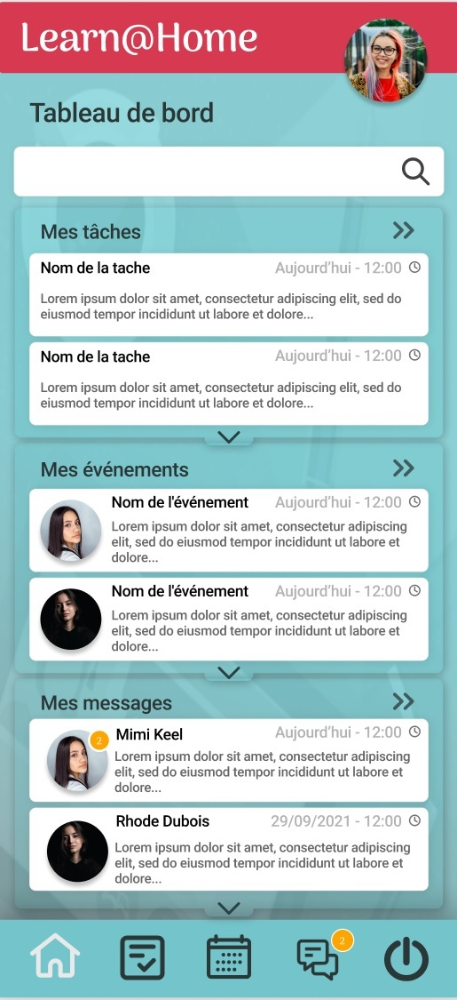 Learn@Home
Tableau de bord
Mes tâches
Nom de la tache
Aujourd'hui - 12:00
Lorem ipsum dolor sit amet, consectetur adipiscing elit, sed do
eiusmod tempor incididunt ut labore et dolore...
Nom de la tache
Aujourd'hui - 12:00
Lorem ipsum dolor sit amet, consectetur adipiscing elit, sed do
eiusmod tempor incididunt ut labore et dolore...
Mes événements
Nom de l'événement
Aujourd'hui - 12:00
Lorem ipsum dolor sit amet, consectetur adipiscing
elit, sed do eiusmod tempor incididunt ut labore et
dolore...
Nom de l'événement
Aujourd'hui - 12:00
Lorem ipsum dolor sit amet, consectetur adipiscing
elit, sed do eiusmod tempor incididunt ut labore et
dolore...
Mes messages
2
Mimi Keel
Aujourd'hui - 12:00
Lorem ipsum dolor sit amet, consectetur adipiscing
elit, sed do eiusmod tempor incididunt ut labore et
dolore...
Rhode Dubois
29/09/2021 - 12:00
Lorem ipsum dolor sit amet, consectetur adipiscing
elit, sed do eiusmod tempor incididunt ut labore et
dolore...
2